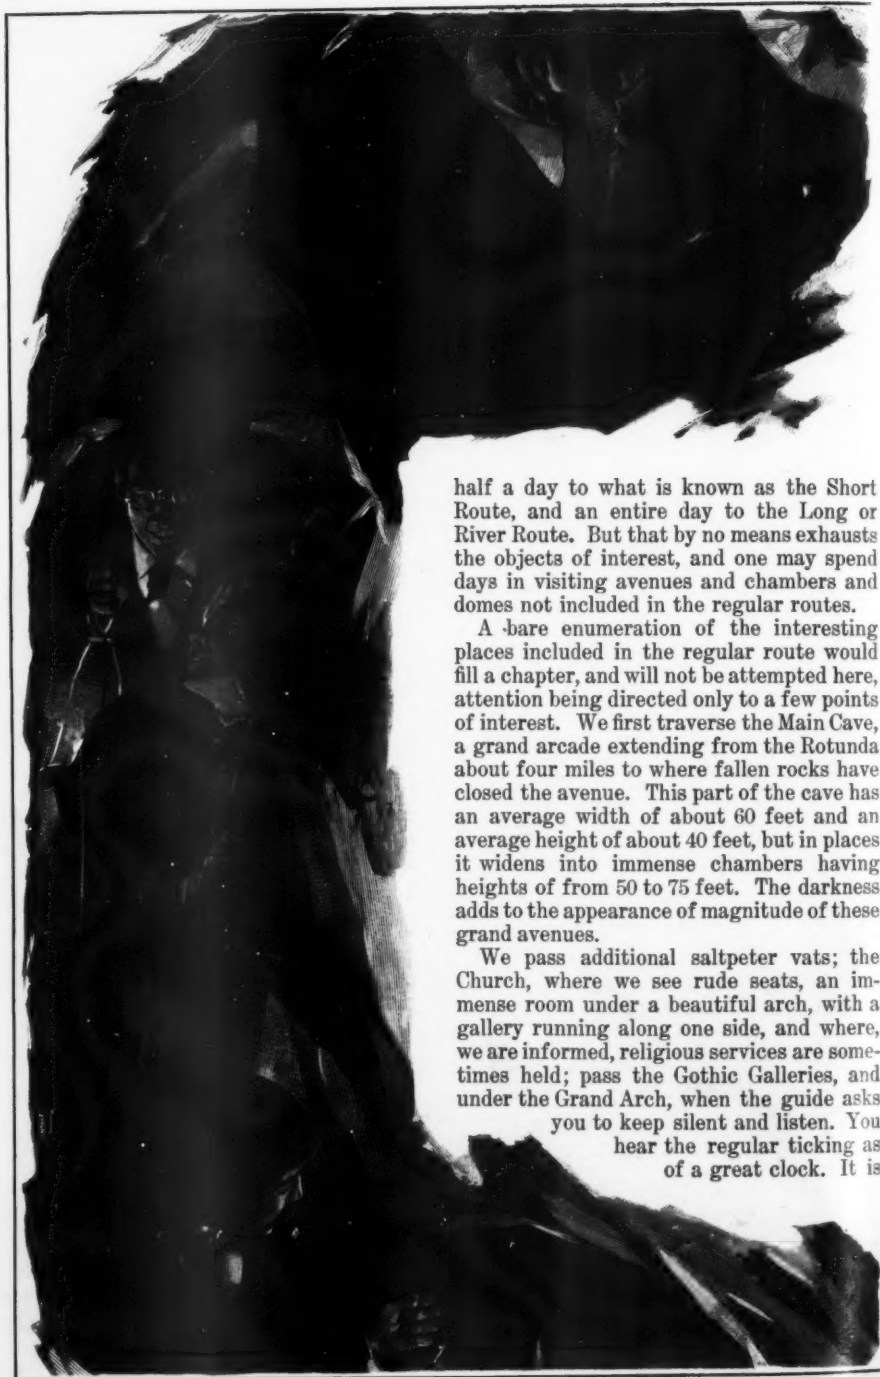 half a day to what is known as the Short
Route, and an entire day to the Long or
River Route. But that by no means exhausts
the objects of interest, and one may spend
days in visiting avenues and chambers and
domes not included in the regular routes.
A bare enumeration of the interesting
places included in the regular route would
fill a chapter, and will not be attempted here,
attention being directed only to a few points
of interest. We first traverse the Main Cave,
a grand arcade extending from the Rotunda
about four miles to where fallen rocks have
closed the avenue. This part of the cave has
an average width of about 60 feet and an
average height of about 40 feet, but in places
it widens into immense chambers having
heights of from 50 to 75 feet. The darkness
adds to the appearance of magnitude of these
grand avenues.
We pass additional saltpeter vats; the
Church, where we see rude seats, an im-
mense room under a beautiful arch, with a
gallery running along one side, and where,
we are informed, religious services are some-
times held; pass the Gothic Galleries, and
under the Grand Arch, when the guide asks
you to keep silent and listen. You
hear the regular ticking as
of a great clock. It is